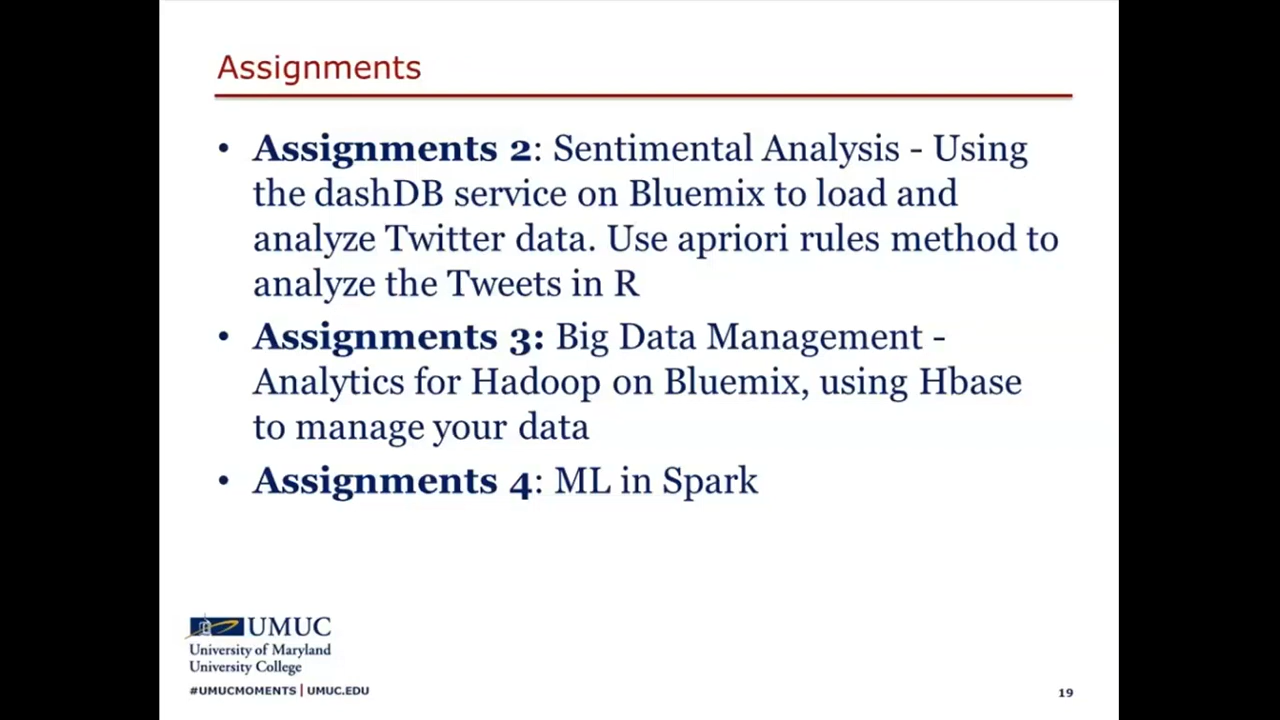 Assignments
• Assignments 2: Sentimental Analysis - Using
the dashDB service on Bluemix to load and
analyze Twitter data. Use apriori rules method to
analyze the Tweets in R
• Assignments 3: Big Data Management -
Analytics for Hadoop on Bluemix, using Hbase
to manage your data
• Assignments 4: ML in Spark
UMUC
University of Maryland
University College
#UMUCMOMENTS | UMUC.EDU
19